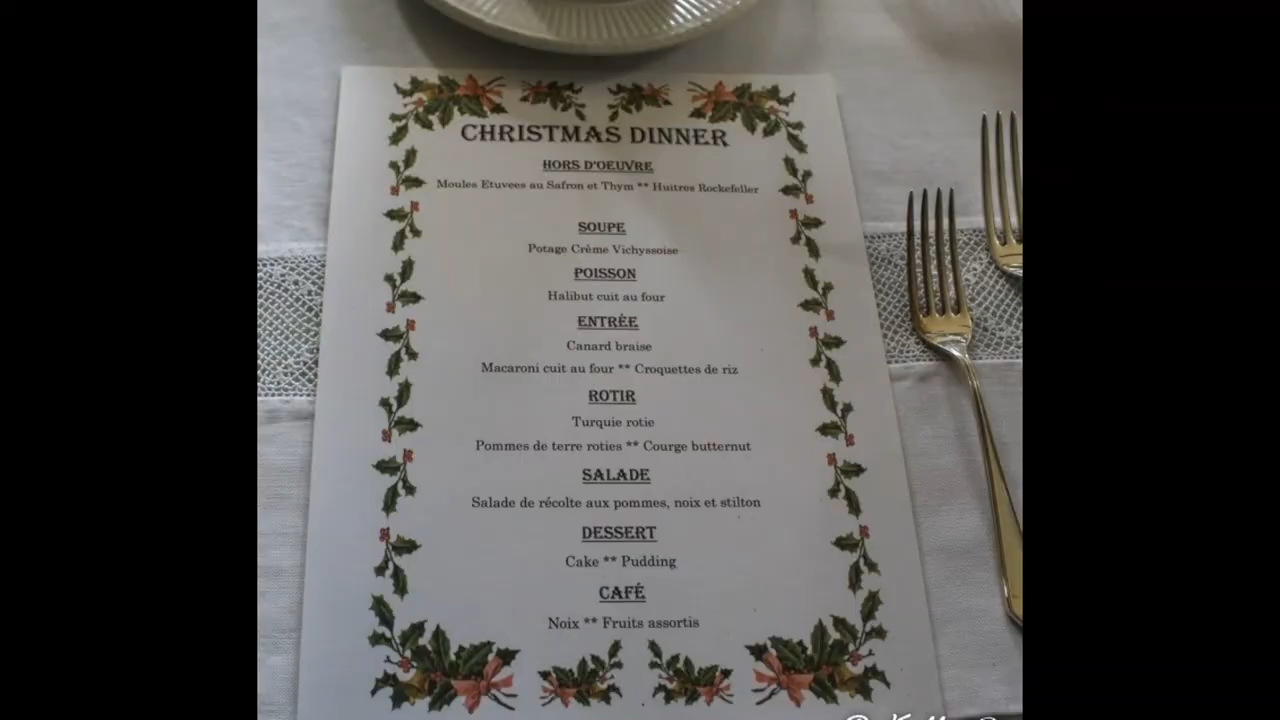 CHRISTMAS DINNER
HORS D'OEUVRE
Moules Etuvees au Safron et Thym ** Huitres Rockefeller
SOUPE
Potage Crème Vichyssoise
POISSON
Halibut cuit au four
ENTRÈE
Canard braise
Macaroni cuit au four ** Croquettes de riz
ROTIR
Turquie rotie
Pommes de terre roties ** Courge butternut
SALADE
Salade de récolte aux pommes, noix et stilton
DESSERT
Cake ** Pudding
CAFÉ
Noix ** Fruits assortis